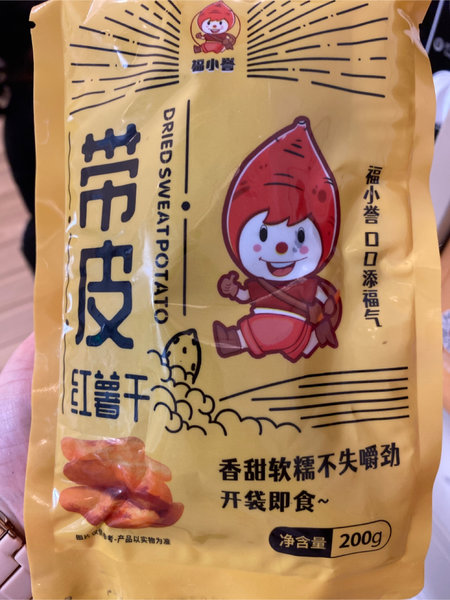 福小誉
带皮
红薯干
DRIED SWEATPOTATO
福小誉 口口添福气
香甜软糯不失嚼劲
开袋即食~
净含量 200g
产品以实物为准